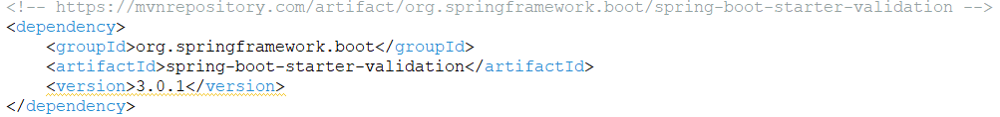 <!-- https://mvnrepository.com/artifact/org.springframework.boot/spring-boot-starter-validation -->
<dependency>
    <groupId>org.springframework.boot</groupId>
    <artifactId>spring-boot-starter-validation</artifactId>
    <version>3.0.1</version>
</dependency>